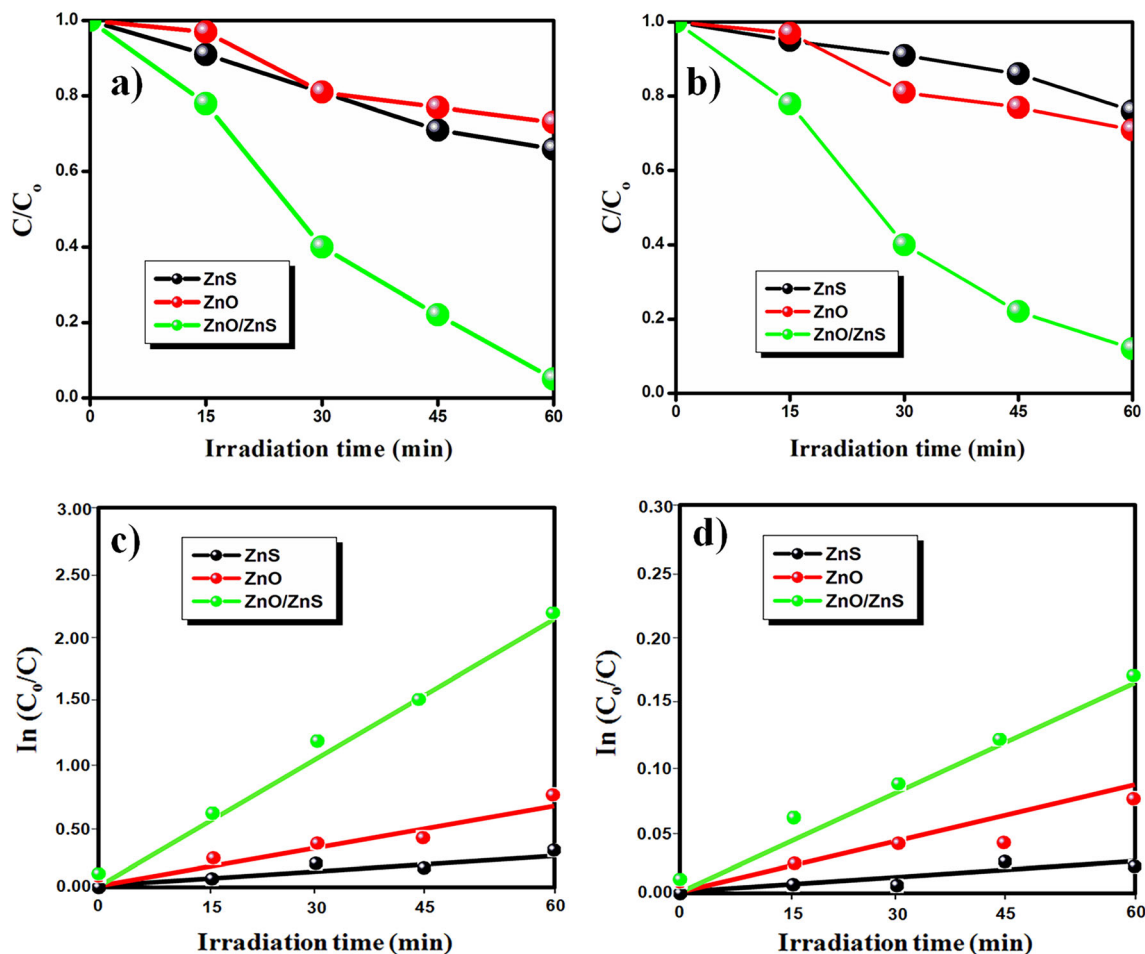 a)
1.0
0.8
0.6
0.4
0.2
0.0
C/Co
ZnS
ZnO
ZnO/ZnS
0 15 30 45 60
Irradiation time (min)
b)
1.0
0.8
0.6
0.4
0.2
0.0
C/Co
ZnS
ZnO
ZnO/ZnS
0 15 30 45 60
Irradiation time (min)
c)
3.00
2.50
2.00
1.50
1.00
0.50
0.00
In (Co/C)
ZnS
ZnO
ZnO/ZnS
0 15 30 45 60
Irradiation time (min)
d)
0.30
0.25
0.20
0.15
0.10
0.05
0.00
In (Co/C)
ZnS
ZnO
ZnO/ZnS
0 15 30 45 60
Irradiation time (min)